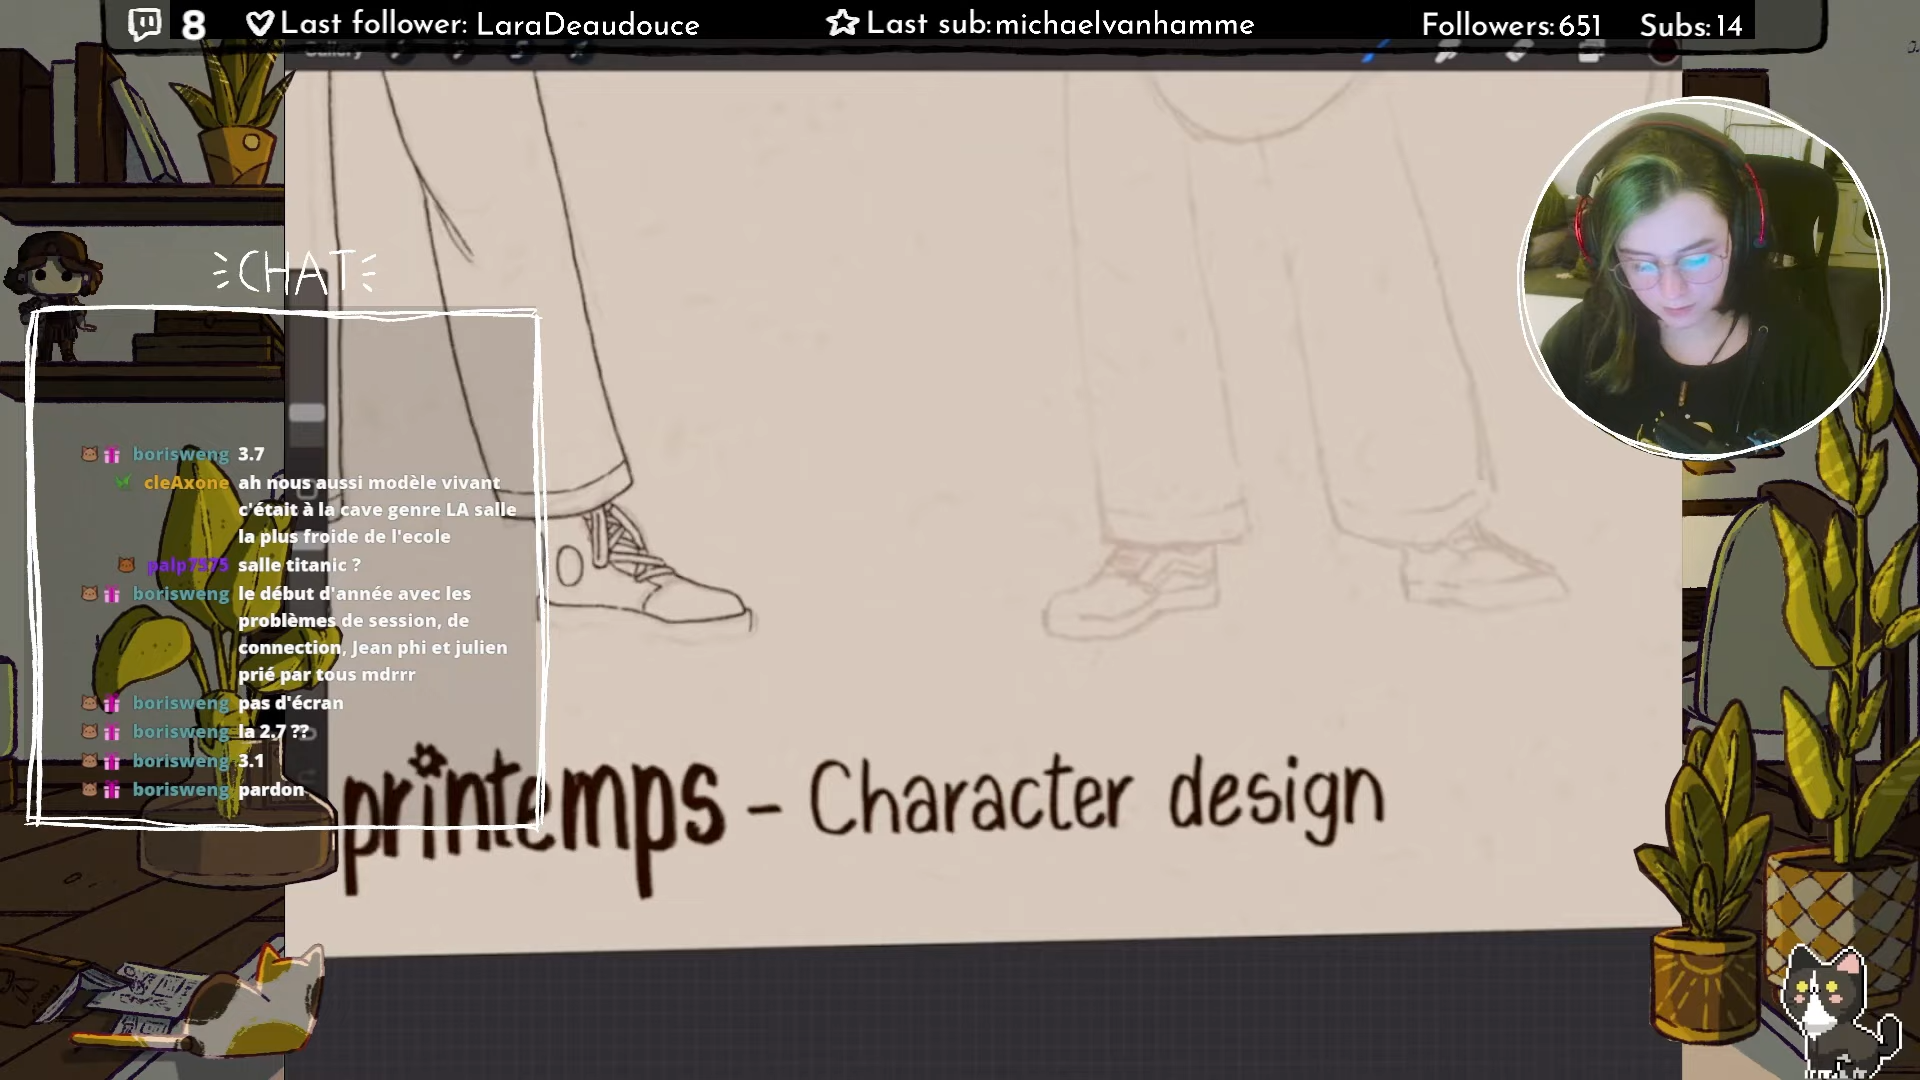 8 Last follower: LaraDeaudouce Last sub: michaelvanhamme Followers: 651 Subs: 14
Gallery
CHAT
borisweng 3.7
cleAxone ah nous aussi modèle vivant
c'était à la cave genre LA salle
la plus froide de l'ecole
palp7575 salle titanic ?
borisweng le début d'année avec les
problèmes de session, de
connection, Jean phi et julien
prié par tous mdrrr
borisweng pas d'écran
borisweng la 2.7 ??
borisweng 3.1
borisweng pardon
printemps - Character design